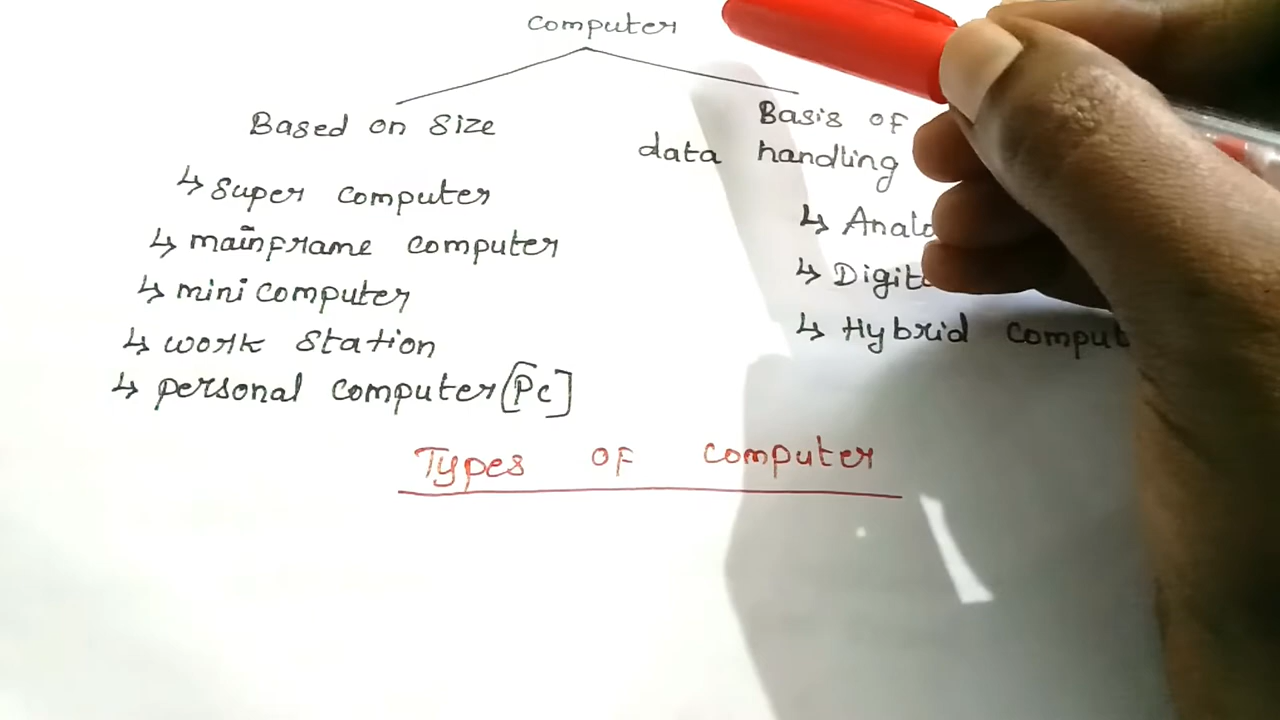 Computer
Based on Size
Basis of
data handling
↳ Super computer
↳ mainframe computer
↳ mini computer
↳ work station
↳ personal computer [Pc]
↳ Hybrid
Types of computer